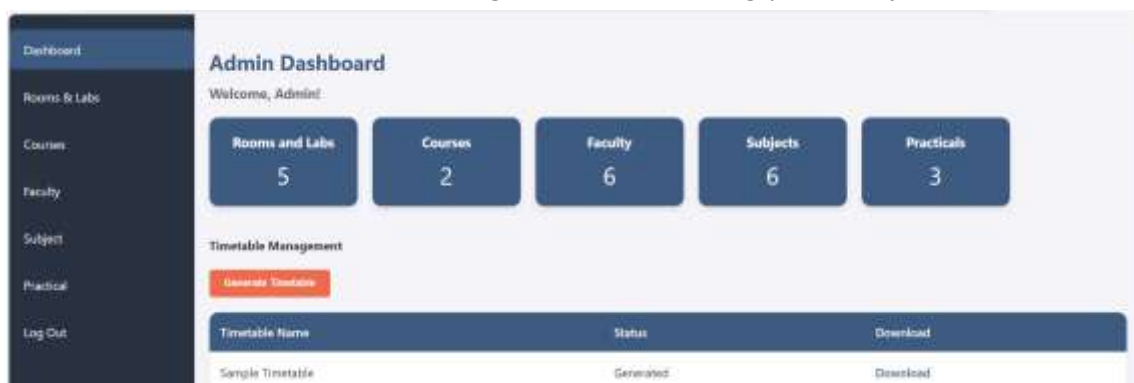 Dashboard
Rooms & Labs
Courses
Faculty
Subject
Practical
Log Out
Admin Dashboard
Welcome, Admin!
Rooms and Labs
5
Courses
2
Faculty
6
Subjects
6
Practicals
3
Timetable Management
Generate Timetable
Timetable Name Status Download
Sample Timetable Generated Download